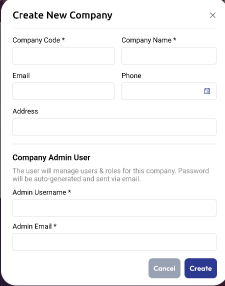 Create New Company
Company Code * Company Name *
Email Phone
Address
Company Admin User
The user will manage users & roles for this company. Password
will be auto-generated and sent via email.
Admin Username *
Admin Email *
Cancel Create